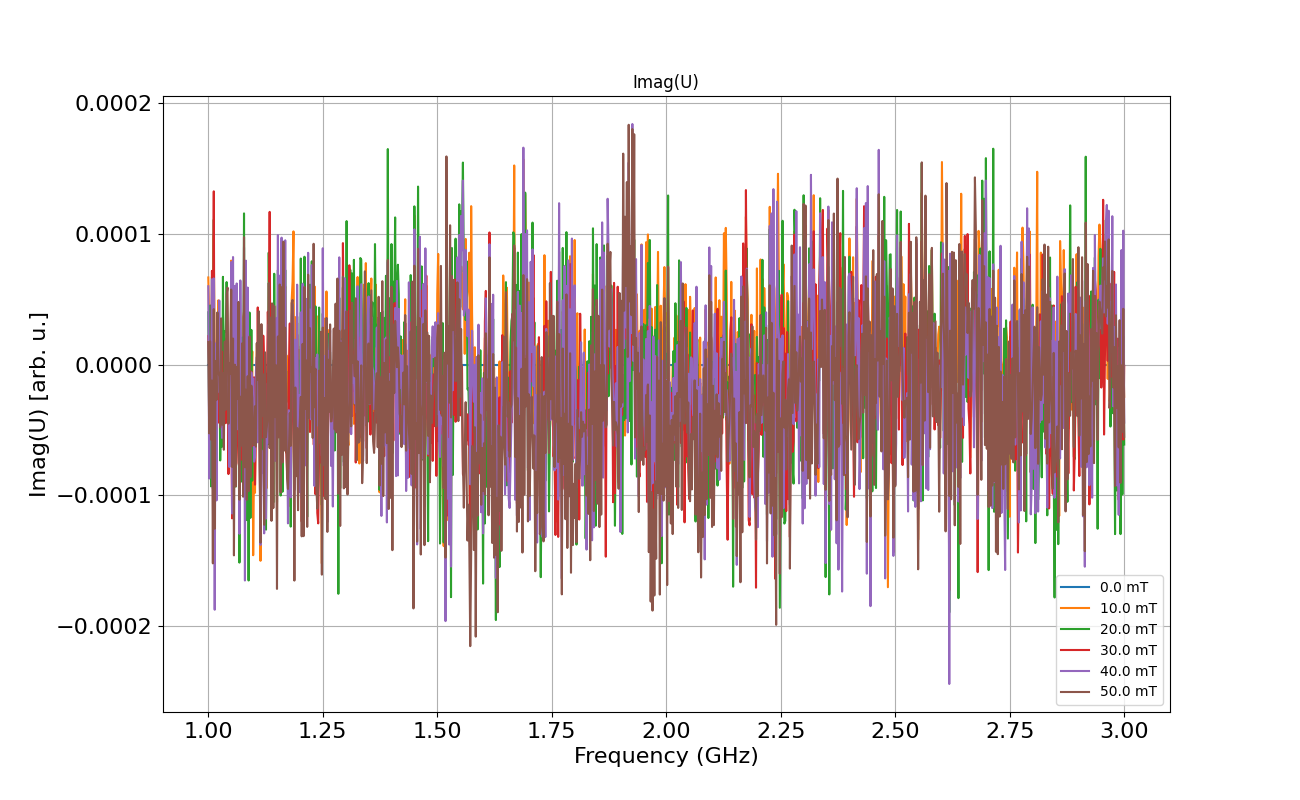 Imag(U)
0.0002
0.0001
0.0000
−0.0001
−0.0002
Imag(U) [arb. u.]
1.00 1.25 1.50 1.75 2.00 2.25 2.50 2.75 3.00
Frequency (GHz)
0.0 mT
10.0 mT
20.0 mT
30.0 mT
40.0 mT
50.0 mT